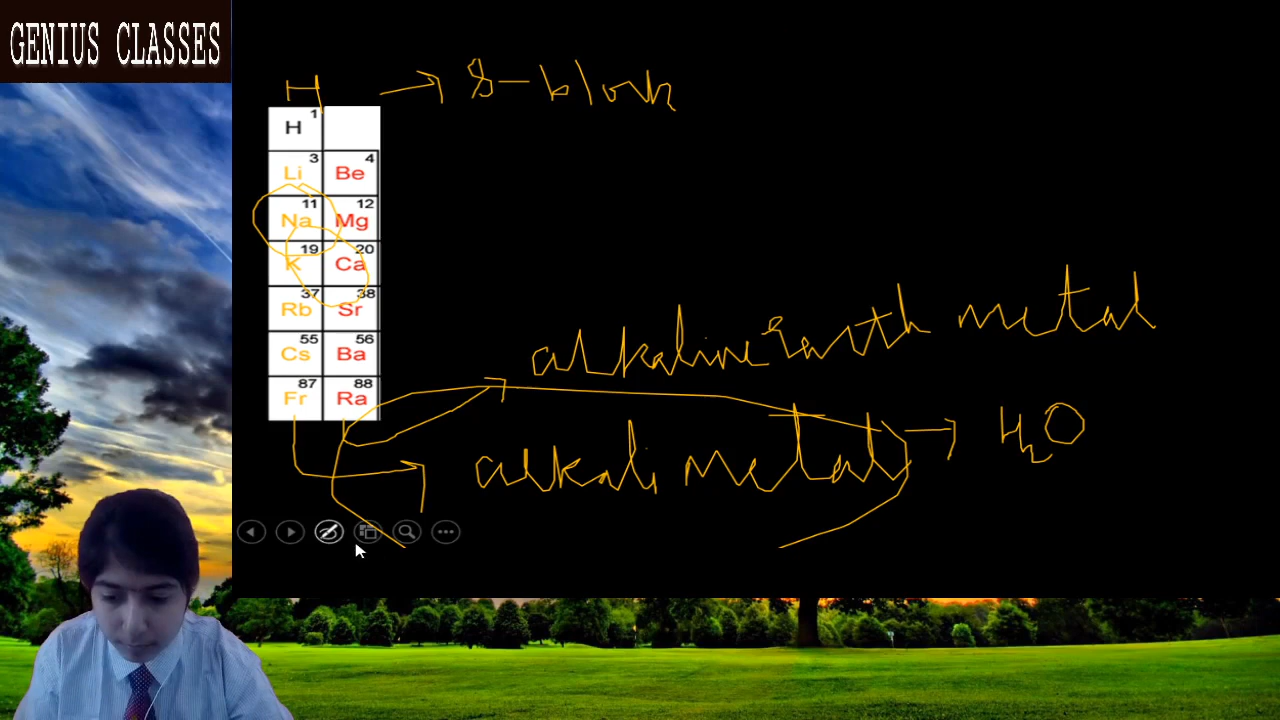 GENIUS CLASSES
H → s-block
1
H
3 4
Li Be
11 12
Na Mg
19 20
K Ca
37 38
Rb Sr
55 56
Cs Ba
87 88
Fr Ra
alkaline Earth metal
alkali metal → H2O